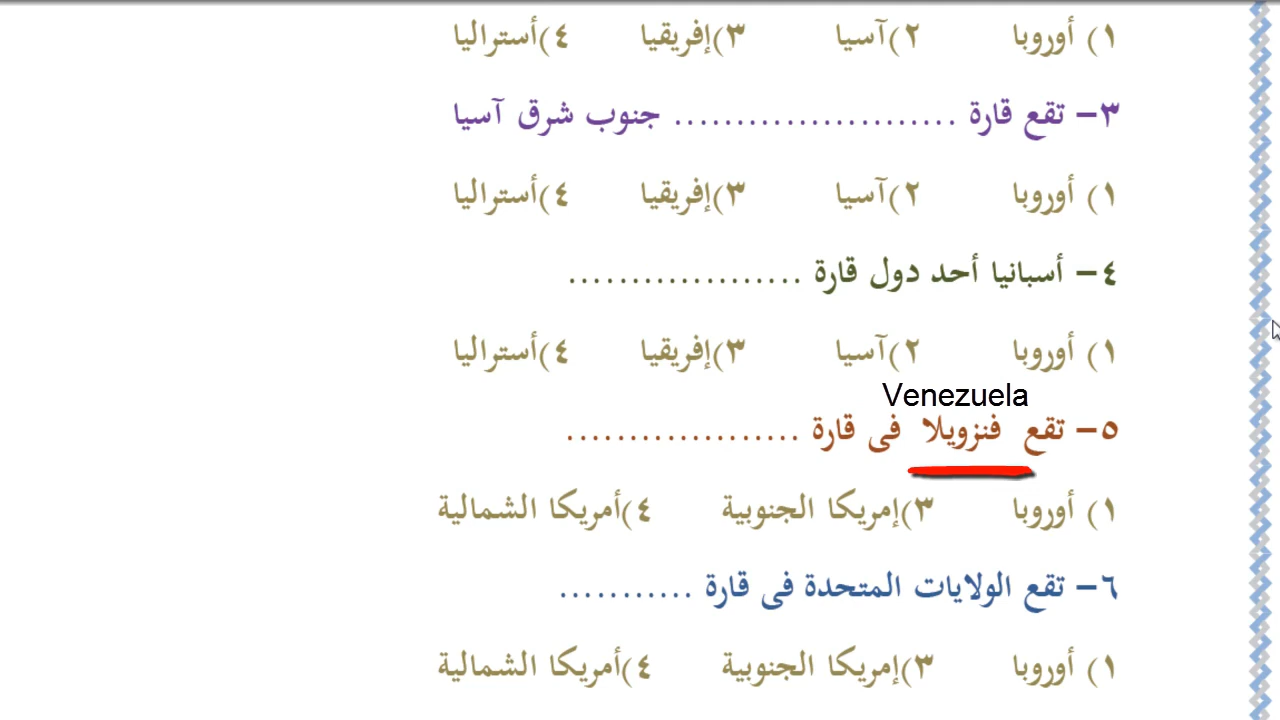 ١) أوروبا ٢)آسيا ٣)إفريقيا ٤)أستراليا
٣- تقع قارة ....................... جنوب شرق آسيا
١) أوروبا ٢)آسيا ٣)إفريقيا ٤)أستراليا
٤- أسبانيا أحد دول قارة ...................
١) أوروبا ٢)آسيا ٣)إفريقيا ٤)أستراليا
Venezuela
٥- تقع فنزويلا فى قارة ...................
١) أوروبا ٣)إمريكا الجنوبية ٤)أمريكا الشمالية
٦- تقع الولايات المتحدة فى قارة ...........
١) أوروبا ٣)إمريكا الجنوبية ٤)أمريكا الشمالية